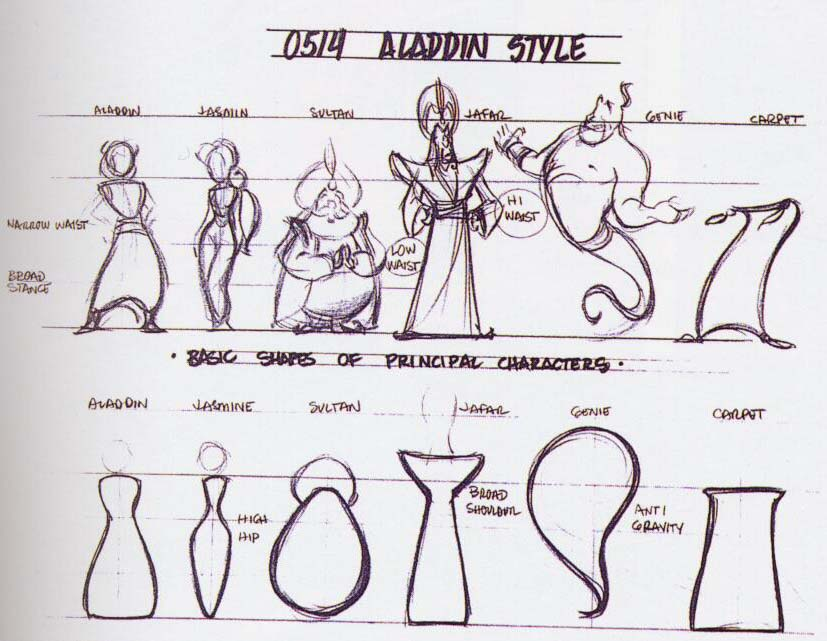 0514 ALADDIN STYLE
ALADDIN JASMIN SULTAN JAFAR GENIE CARPET
NARROW WAIST
HI
WAIST
LOW
WAIST
BROAD
STANCE
• BASIC SHAPES OF PRINCIPAL CHARACTERS •
ALADDIN JASMINE SULTAN JAFAR GENIE CARPET
HIGH
HIP
BROAD
SHOULDER
ANTI
GRAVITY